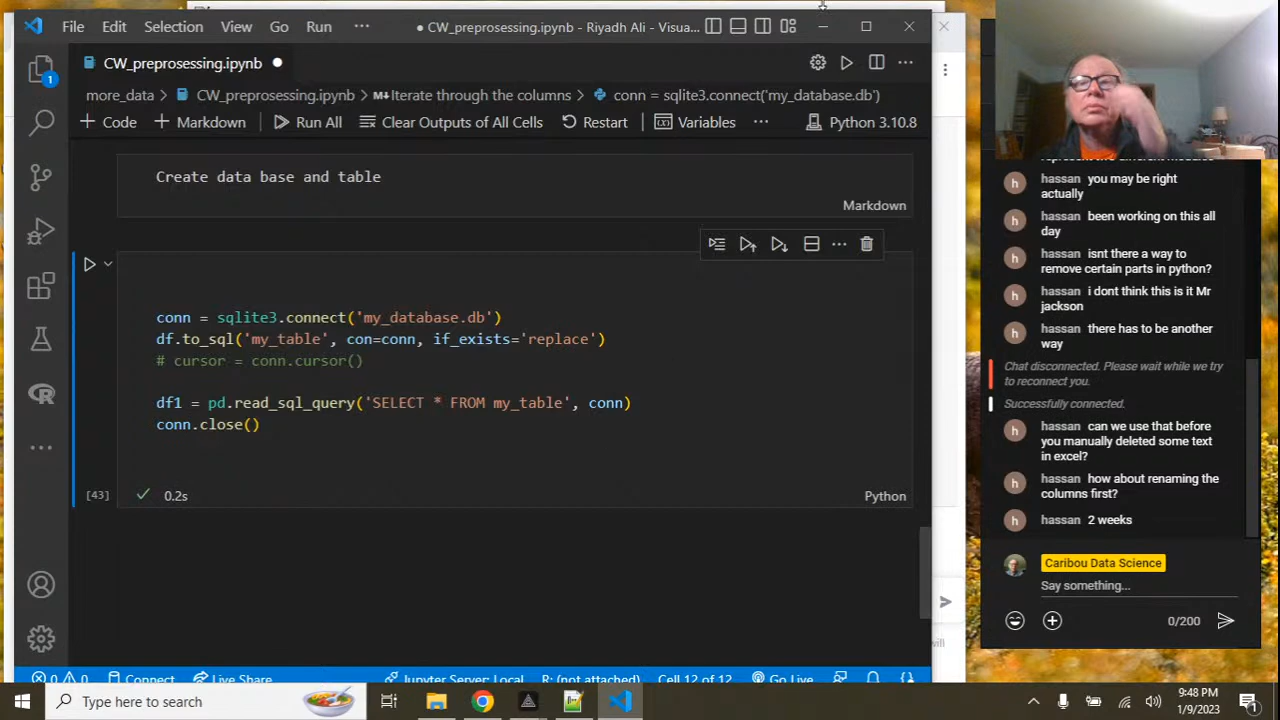 File Edit Selection View Go Run ··· ● CW_preprosessing.ipynb - Riyadh Ali - Visua...
CW_preprosessing.ipynb ●
more_data > CW_preprosessing.ipynb > M↓Iterate through the columns > conn = sqlite3.connect('my_database.db')
+ Code + Markdown Run All Clear Outputs of All Cells Restart Variables ··· Python 3.10.8
Create data base and table
Markdown
conn = sqlite3.connect('my_database.db')
df.to_sql('my_table', con=conn, if_exists='replace')
# cursor = conn.cursor()
df1 = pd.read_sql_query('SELECT * FROM my_table', conn)
conn.close()
[43] ✓ 0.2s Python
0 0 Connect Live Share Jupyter Server: Local R: (not attached) Cell 12 of 12 Go Live
h hassan you may be right
actually
h hassan been working on this all
day
h hassan isnt there a way to
remove certain parts in python?
h hassan i dont think this is it Mr
jackson
h hassan there has to be another
way
Chat disconnected. Please wait while we try
to reconnect you.
Successfully connected.
h hassan can we use that before
you manually deleted some text
in excel?
h hassan how about renaming the
columns first?
h hassan 2 weeks
Caribou Data Science
Say something...
0/200
will
Type here to search
9:48 PM
1/9/2023
1
1